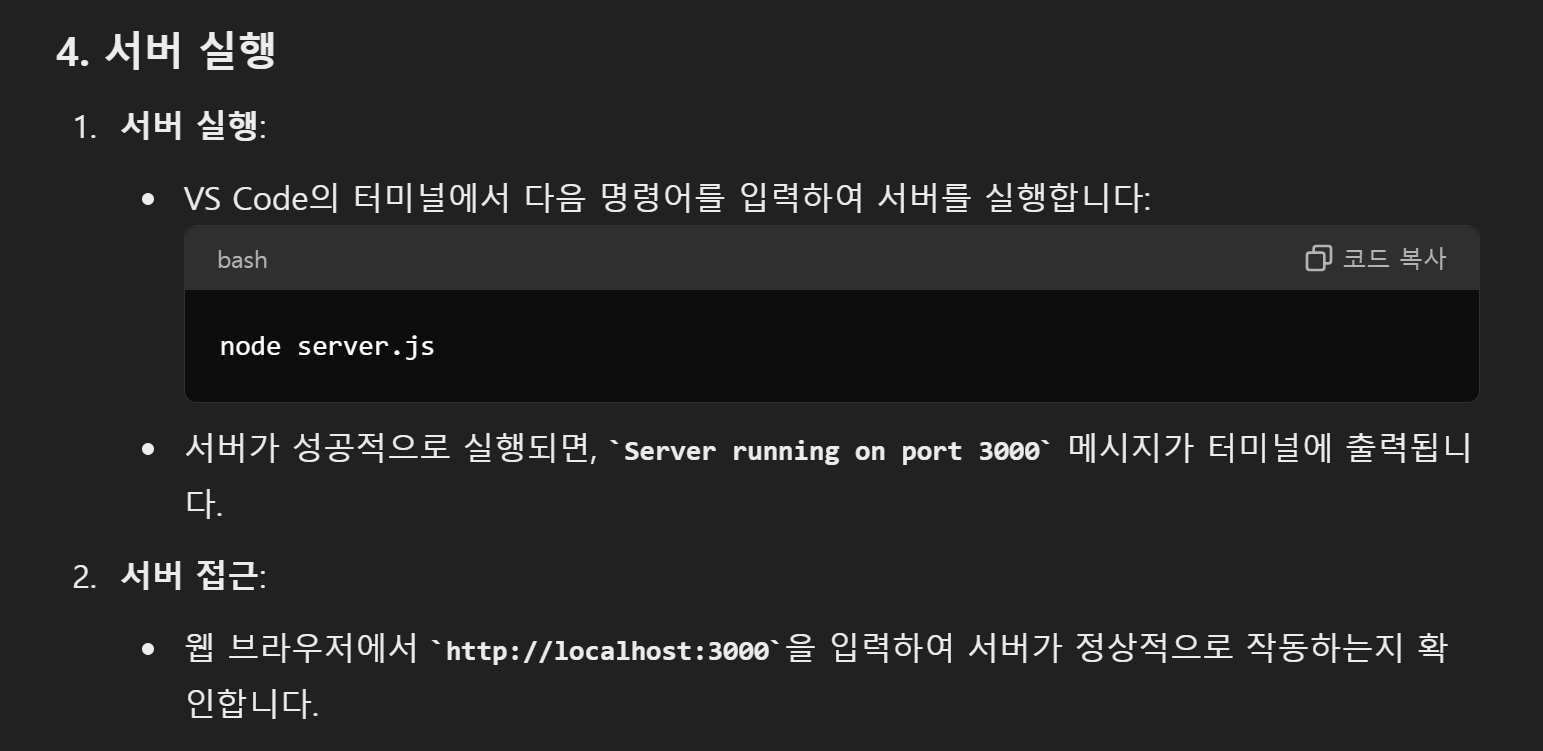 4. 서버 실행
1. 서버 실행:
• VS Code의 터미널에서 다음 명령어를 입력하여 서버를 실행합니다:
bash 코드 복사
node server.js
• 서버가 성공적으로 실행되면, `Server running on port 3000` 메시지가 터미널에 출력됩니
다.
2. 서버 접근:
• 웹 브라우저에서 `http://localhost:3000`을 입력하여 서버가 정상적으로 작동하는지 확
인합니다.